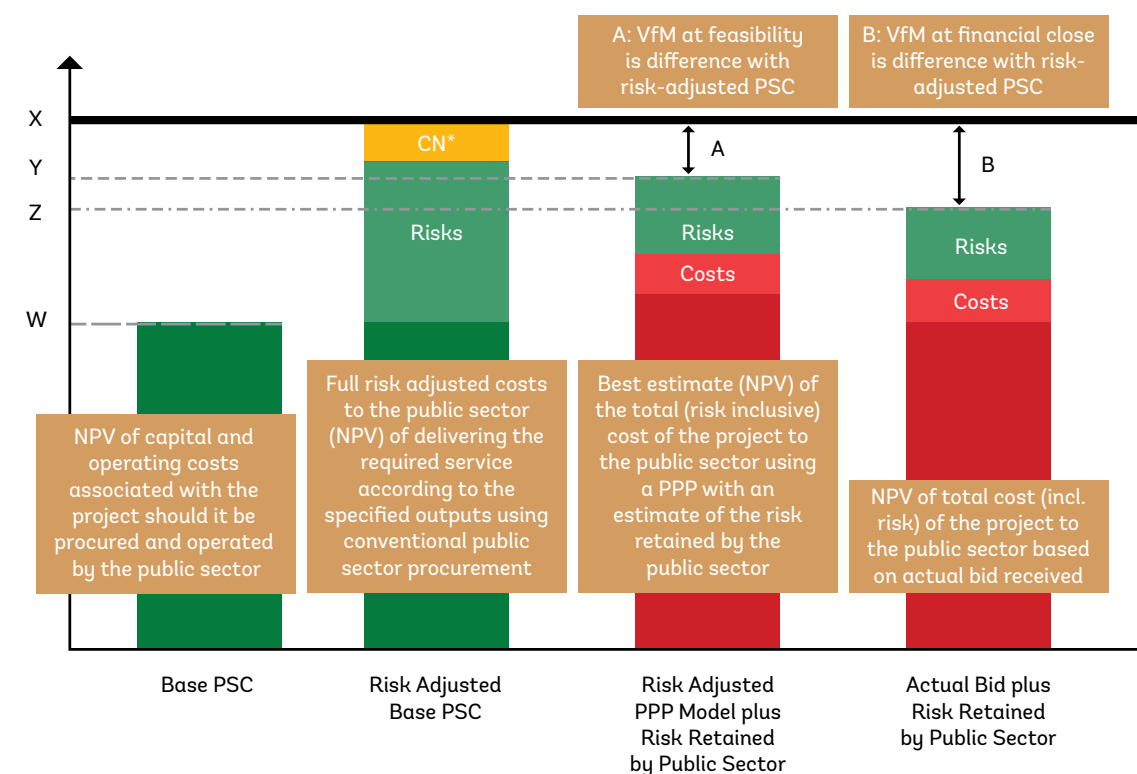 A: VfM at feasibility
is difference with
risk-adjusted PSC
B: VfM at financial close
is difference with risk-
adjusted PSC
X
Y
Z
W
CN*
Risks
A
Risks
Costs
B
Risks
Costs
NPV of capital and
operating costs
associated with the
project should it be
procured and operated
by the public sector
Full risk adjusted costs
to the public sector
(NPV) of delivering the
required service
according to the
specified outputs using
conventional public
sector procurement
Best estimate (NPV) of
the total (risk inclusive)
cost of the project to
the public sector using
a PPP with an
estimate of the risk
retained by the
public sector
NPV of total cost (incl.
risk) of the project to
the public sector based
on actual bid received
Base PSC
Risk Adjusted
Base PSC
Risk Adjusted
PPP Model plus
Risk Retained
by Public Sector
Actual Bid plus
Risk Retained
by Public Sector